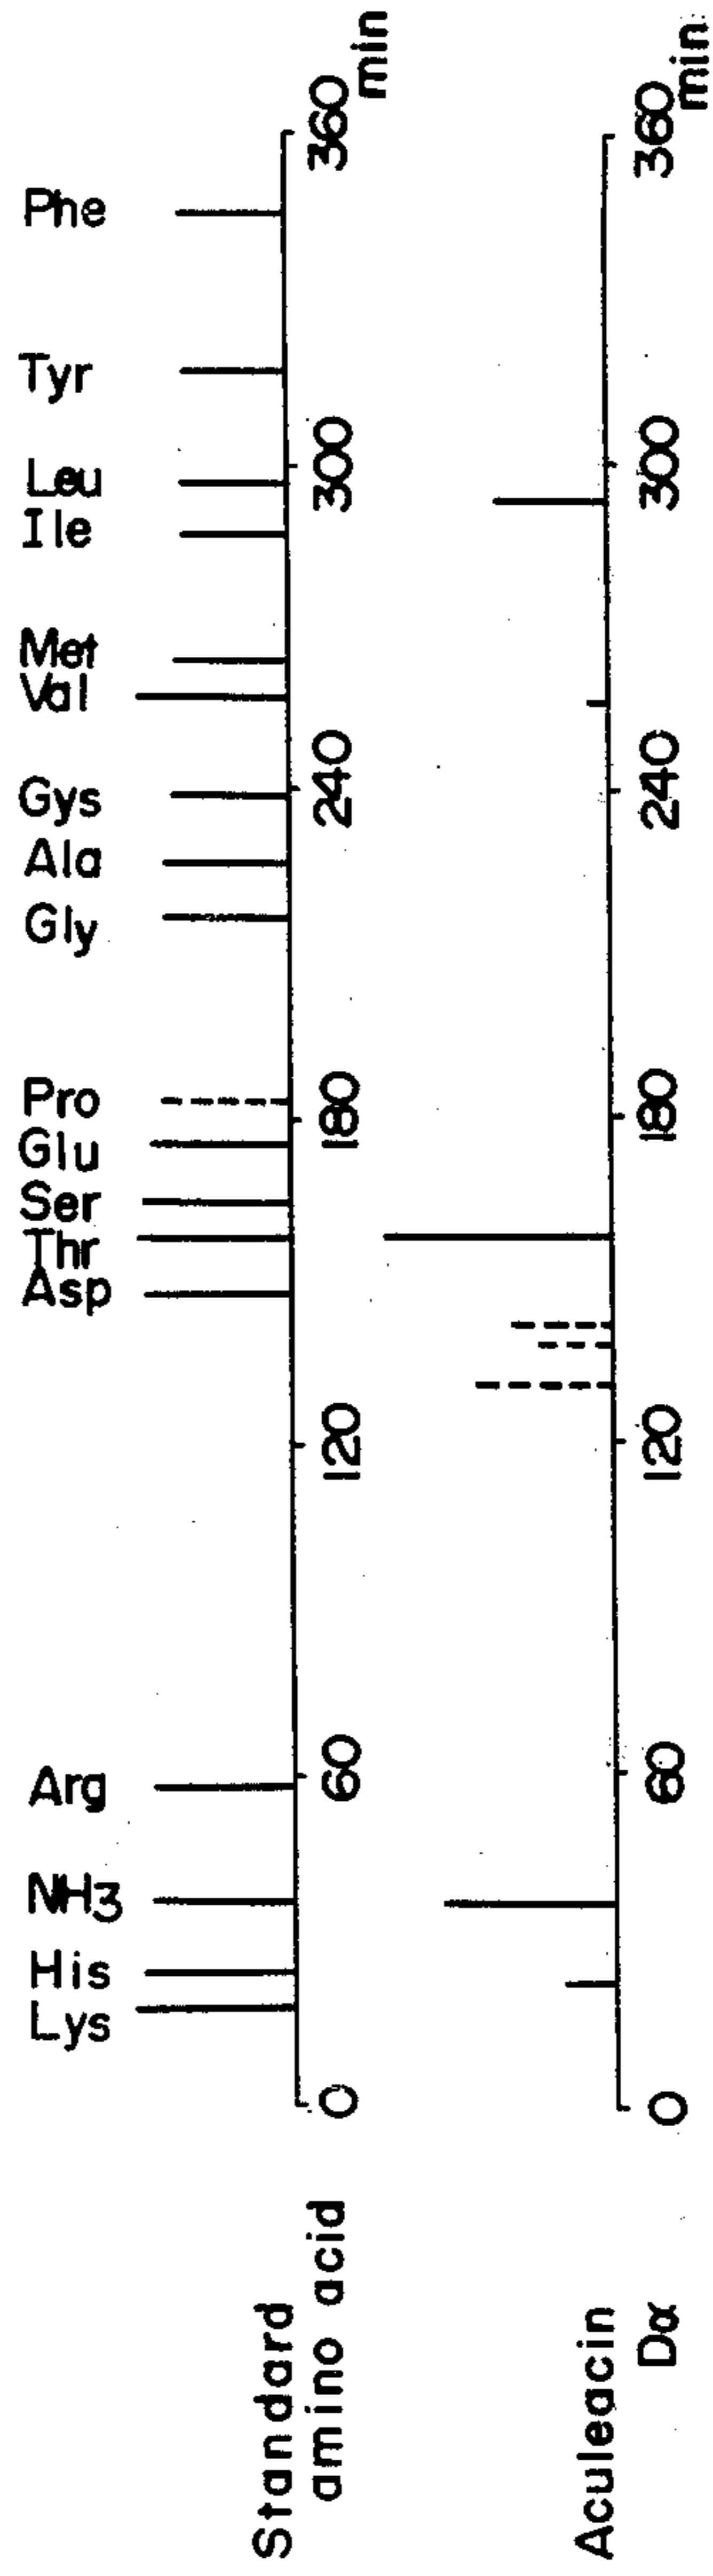 Phe
Tyr
Leu
Ile
Met
Val
Gys
Ala
Gly
Pro
Glu
Ser
Thr
Asp
Arg
NH3
His
Lys
360
min
300
240
180
120
60
0
Standard
amino acid
360
min
300
240
180
120
60
0
Aculeacin
Dα